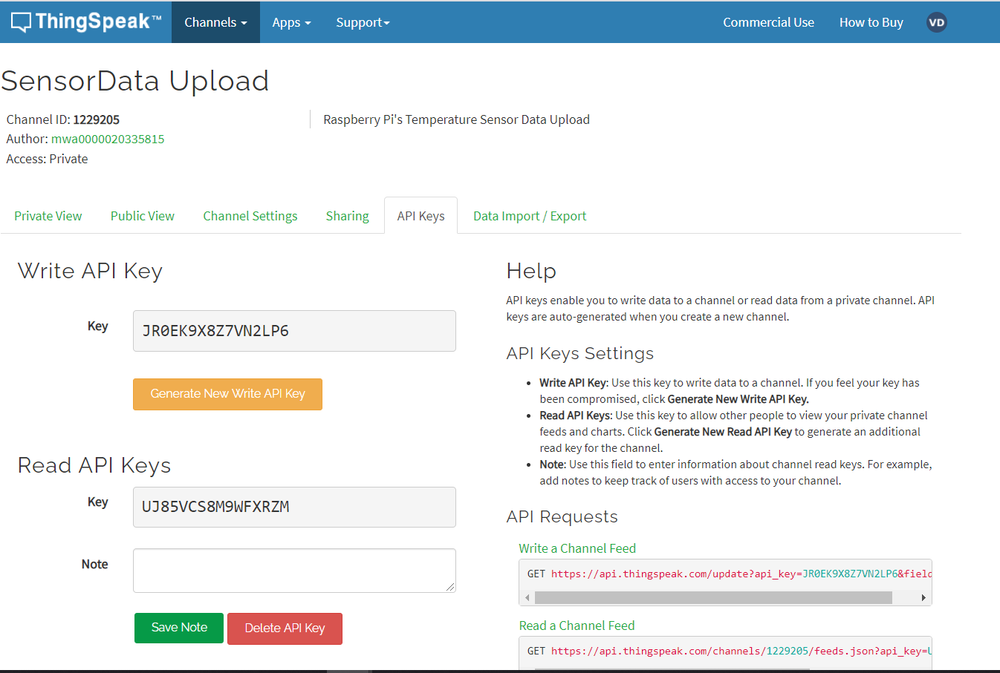 ThingSpeak™ Channels Apps Support Commercial Use How to Buy VD
SensorData Upload
Channel ID: 1229205
Author: mwa0000020335815
Access: Private
Raspberry Pi's Temperature Sensor Data Upload
Private View Public View Channel Settings Sharing API Keys Data Import / Export
Write API Key
Key JR0EK9X8Z7VN2LP6
Generate New Write API Key
Read API Keys
Key UJ85VCS8M9WFXRZM
Note
Save Note Delete API Key
Help
API keys enable you to write data to a channel or read data from a private channel. API
keys are auto-generated when you create a new channel.
API Keys Settings
• Write API Key: Use this key to write data to a channel. If you feel your key has
been compromised, click Generate New Write API Key.
• Read API Keys: Use this key to allow other people to view your private channel
feeds and charts. Click Generate New Read API Key to generate an additional
read key for the channel.
• Note: Use this field to enter information about channel read keys. For example,
add notes to keep track of users with access to your channel.
API Requests
Write a Channel Feed
GET https://api.thingspeak.com/update?api_key=JR0EK9X8Z7VN2LP6&field
Read a Channel Feed
GET https://api.thingspeak.com/channels/1229205/feeds.json?api_key=U